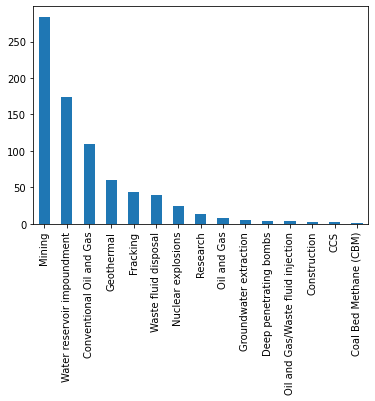 250
200
150
100
50
0
Mining
Water reservoir impoundment
Conventional Oil and Gas
Geothermal
Fracking
Waste fluid disposal
Nuclear explosions
Research
Oil and Gas
Groundwater extraction
Deep penetrating bombs
Oil and Gas/Waste fluid injection
Construction
CCS
Coal Bed Methane (CBM)